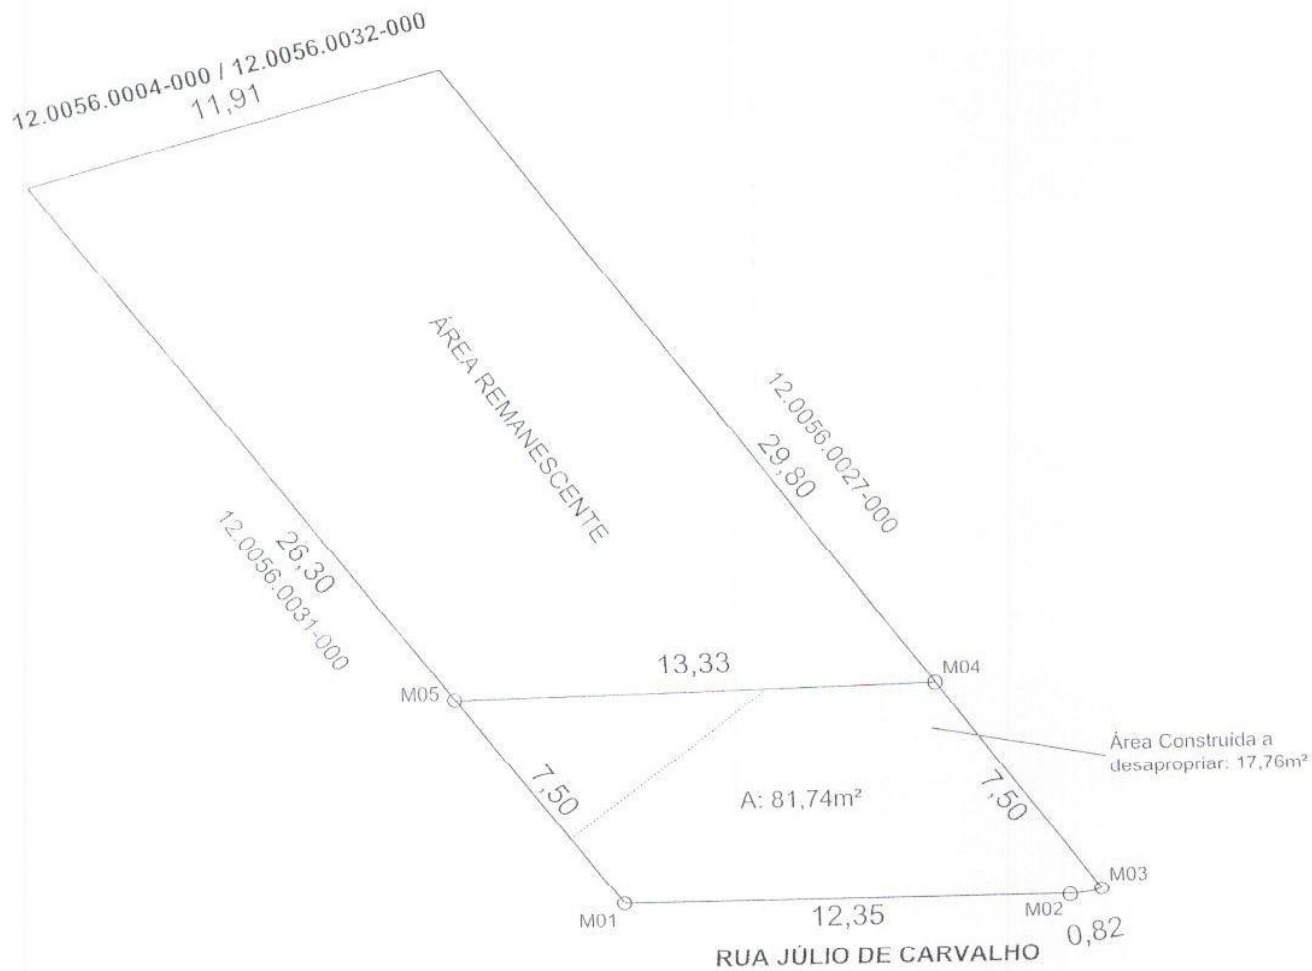 12.0056.0004-000 / 12.0056.0032-000
11,91
ÁREA REMANESCENTE
12.0056.0027-000
29,80
26,30
12.0056.0031-000
13,33
M04
M05
Área Construida a
desapropriar: 17,76m²
7,50
7,50
A: 81,74m²
M03
M02
M01
12,35
0,82
RUA JÚLIO DE CARVALHO